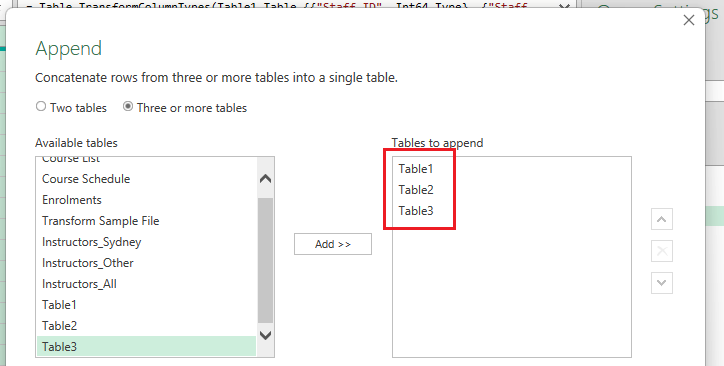 = Table.TransformColumnTypes(Table1_Table,{{"Staff ID", Int64.Type}, {"Staff
Settings
Append
Concatenate rows from three or more tables into a single table.
Two tables
Three or more tables
Available tables
Tables to append
Course List
Course Schedule
Enrolments
Transform Sample File
Instructors_Sydney
Instructors_Other
Instructors_All
Table1
Table2
Table3
Add >>
Table1
Table2
Table3